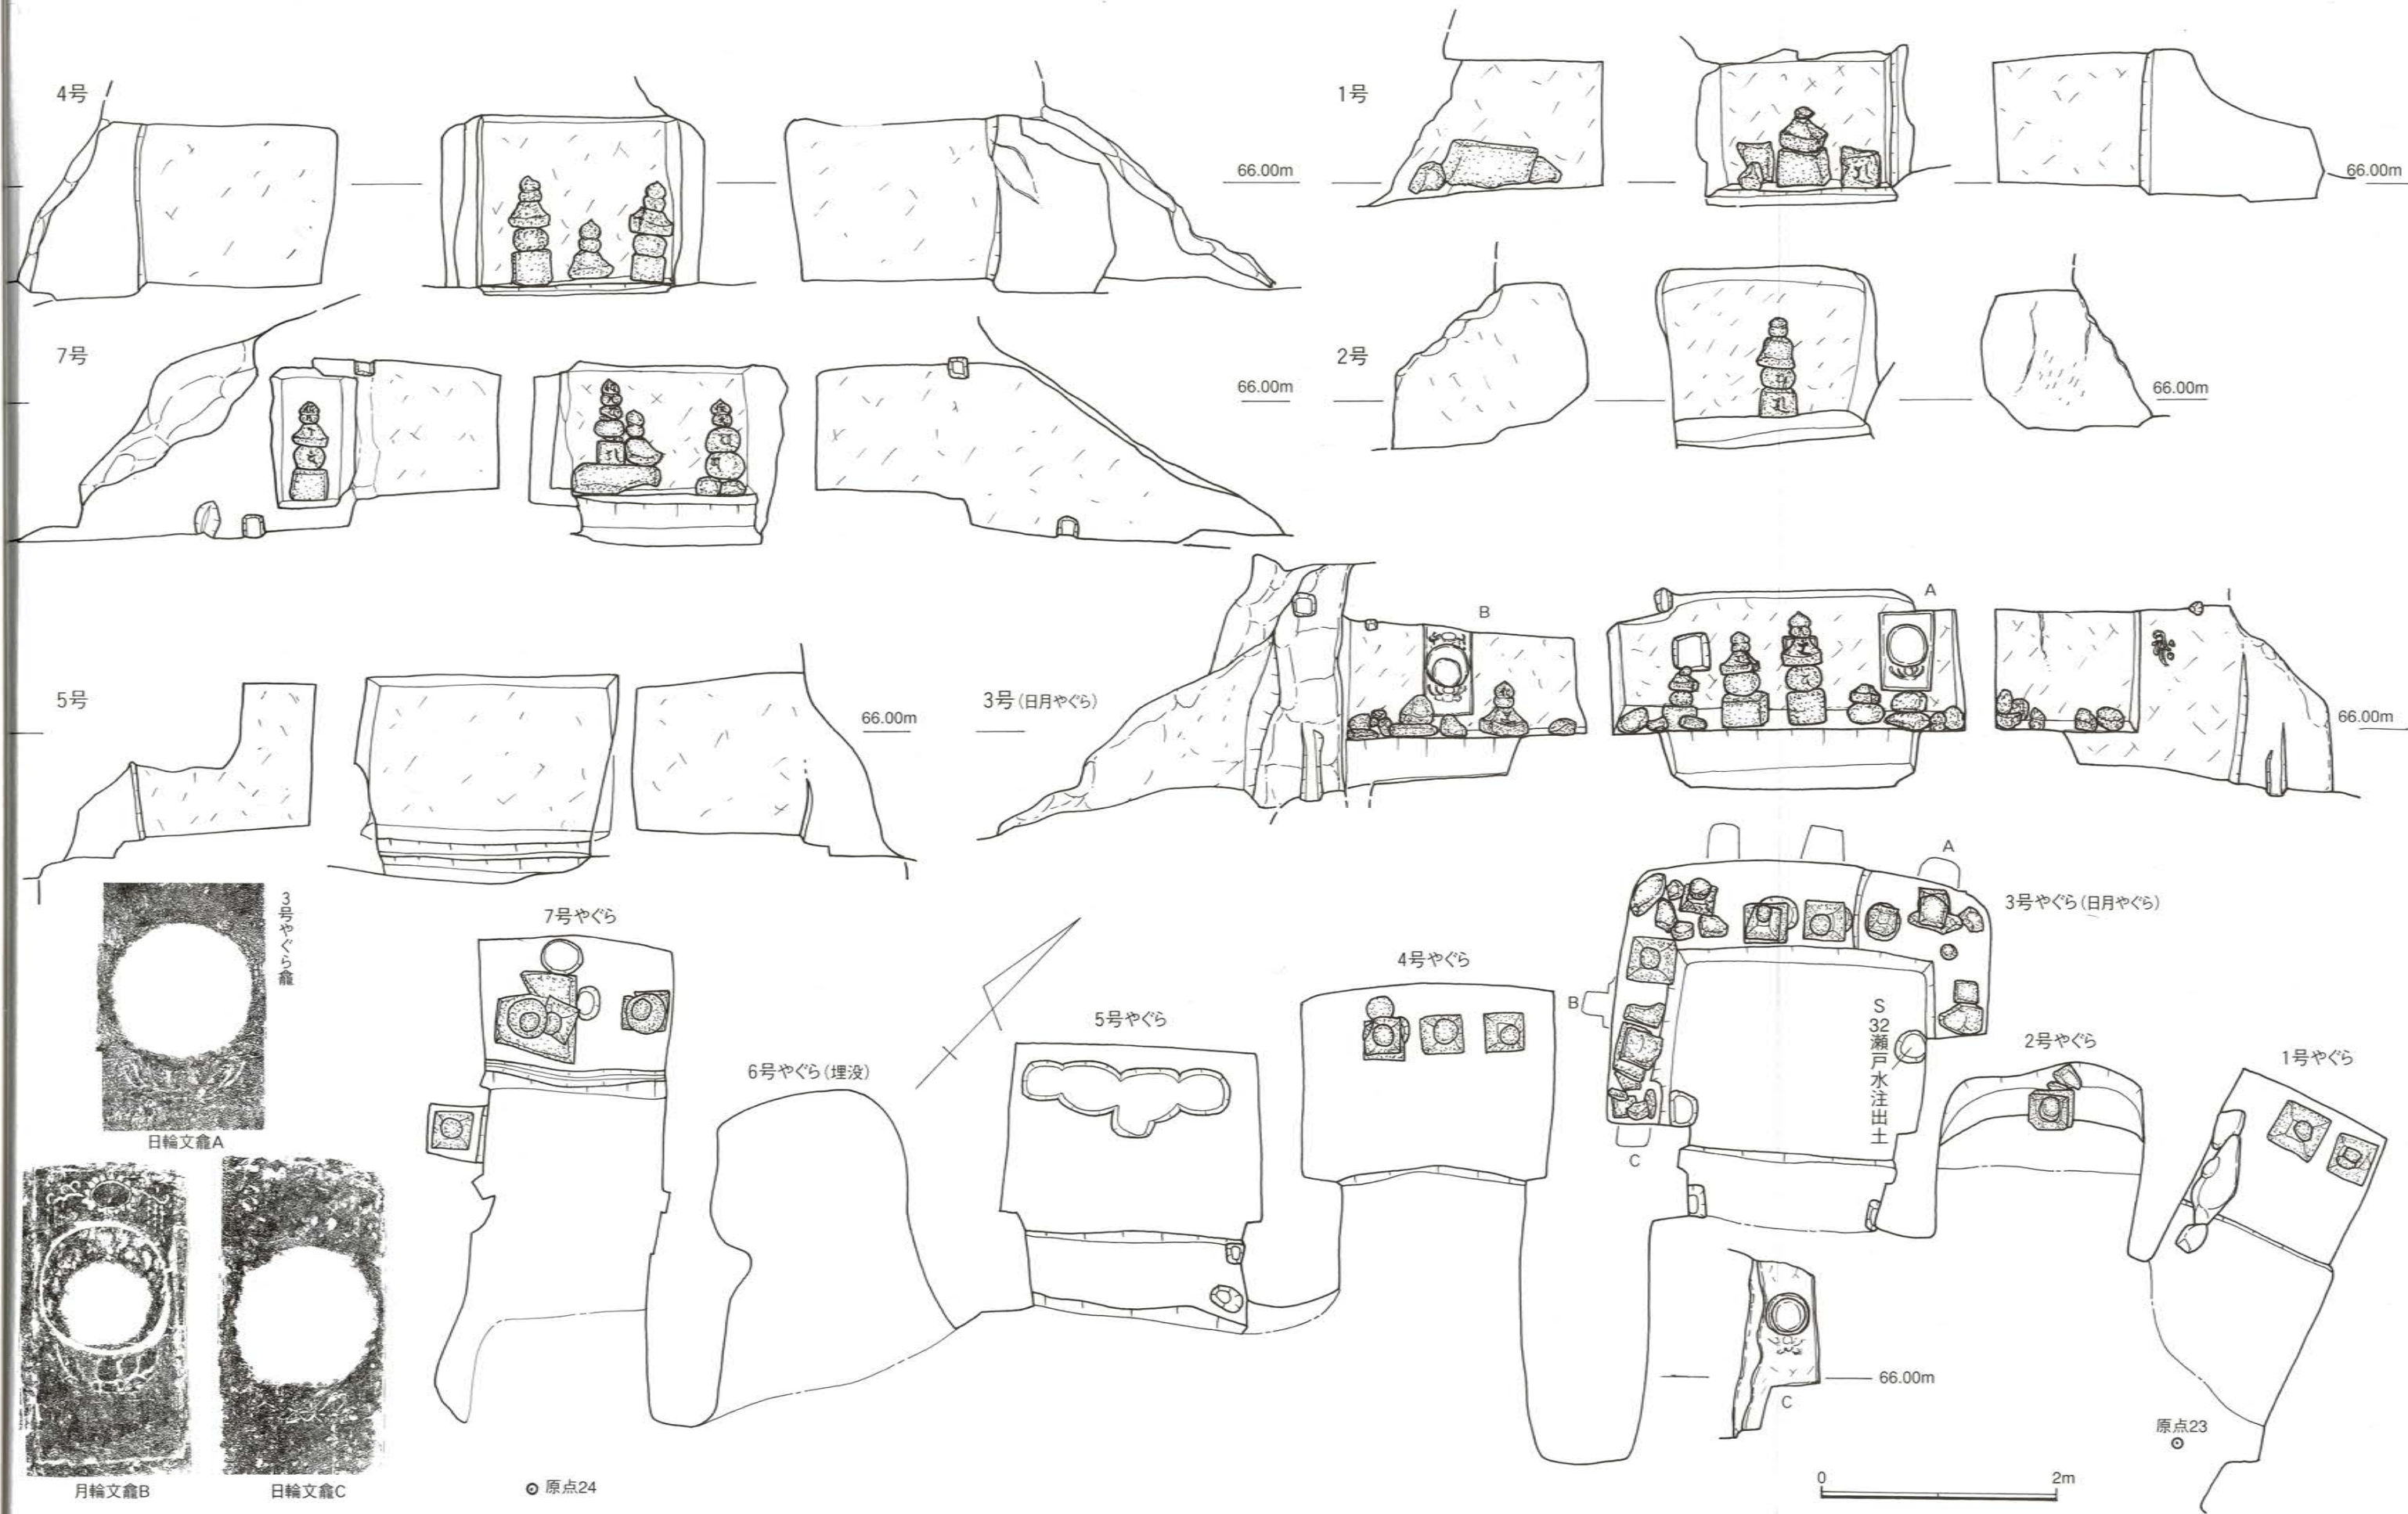 4号
66.00m
1号
66.00m
7号
66.00m
2号
66.00m
5号
66.00m
3号(日月やぐら)
B
A
66.00m
3号やぐら龕
日輪文龕A
月輪文龕B
日輪文龕C
7号やぐら
6号やぐら(埋没)
5号やぐら
4号やぐら
A
3号やぐら(日月やぐら)
B
C
S32瀬戸水注出土
2号やぐら
1号やぐら
66.00m
C
原点23
原点24
0 2m